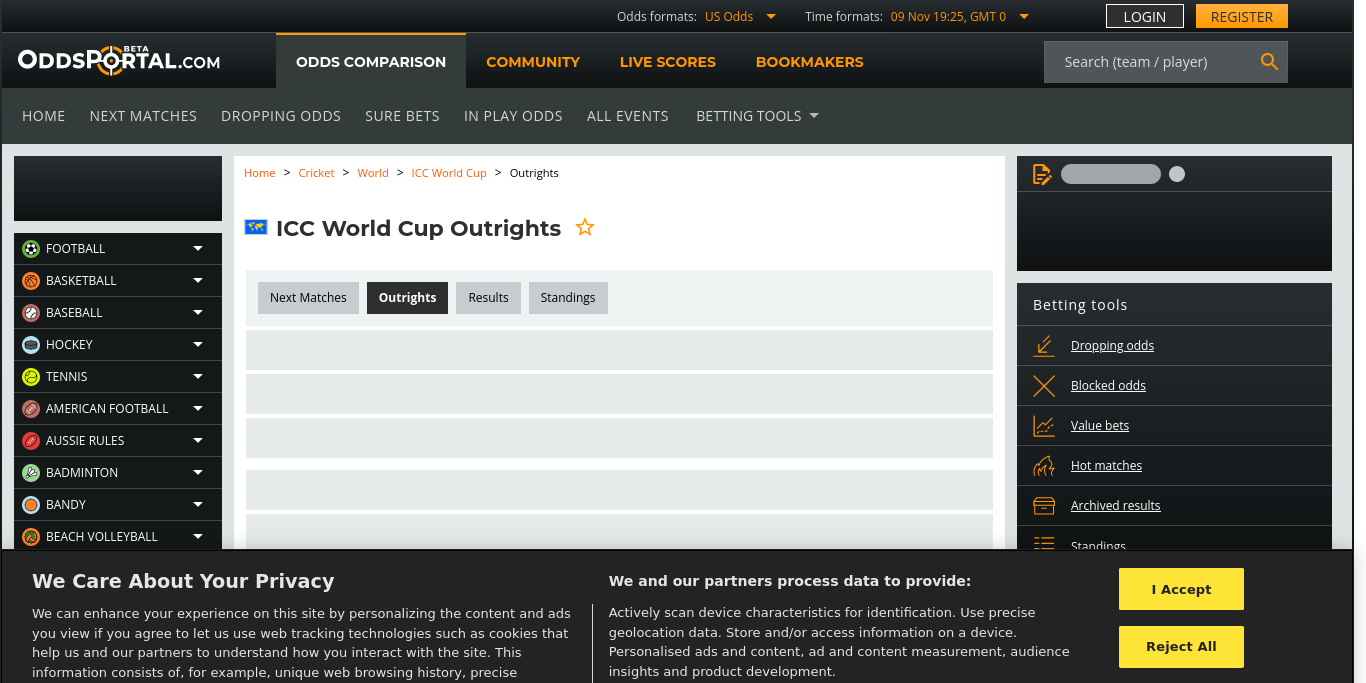 Odds formats: US Odds
Time formats: 09 Nov 19:25, GMT 0
LOGIN
REGISTER
ODDSPORTAL.COM
BETA
ODDS COMPARISON
COMMUNITY
LIVE SCORES
BOOKMAKERS
Search (team / player)
HOME
NEXT MATCHES
DROPPING ODDS
SURE BETS
IN PLAY ODDS
ALL EVENTS
BETTING TOOLS
FOOTBALL
BASKETBALL
BASEBALL
HOCKEY
TENNIS
AMERICAN FOOTBALL
AUSSIE RULES
BADMINTON
BANDY
BEACH VOLLEYBALL
Home > Cricket > World > ICC World Cup > Outrights
ICC World Cup Outrights
Next Matches
Outrights
Results
Standings
Betting tools
Dropping odds
Blocked odds
Value bets
Hot matches
Archived results
Standings
We Care About Your Privacy
We can enhance your experience on this site by personalizing the content and ads
you view if you agree to let us use web tracking technologies such as cookies that
help us and our partners to understand how you interact with the site. This
information consists of, for example, unique web browsing history, precise
We and our partners process data to provide:
Actively scan device characteristics for identification. Use precise
geolocation data. Store and/or access information on a device.
Personalised ads and content, ad and content measurement, audience
insights and product development.
I Accept
Reject All